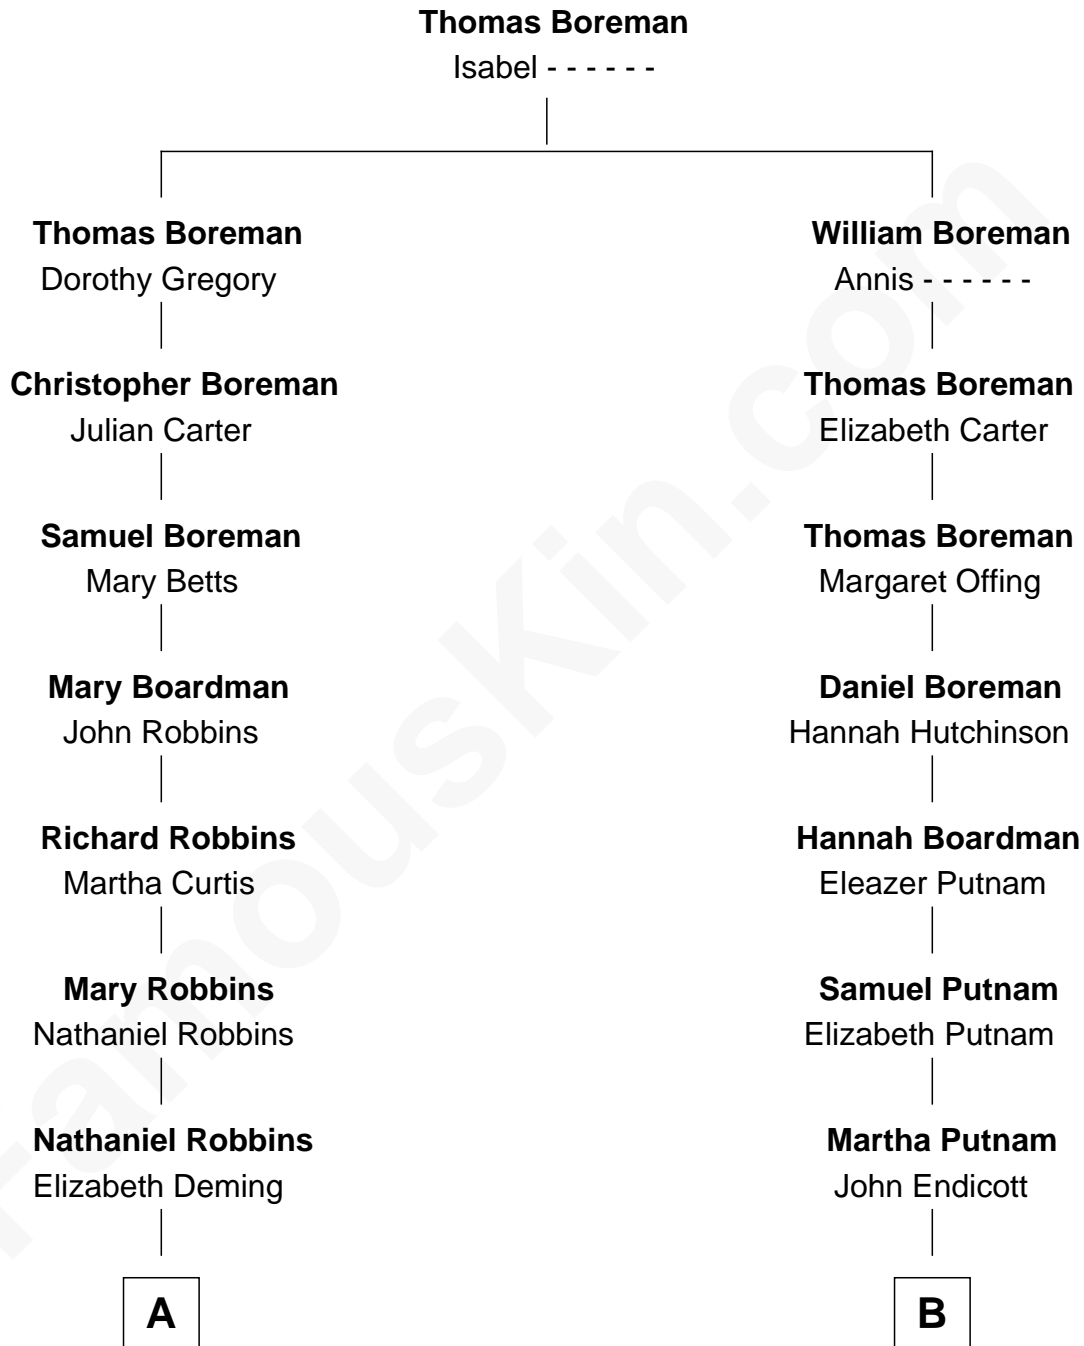 Thomas Boreman
Isabel - - - - - -
Thomas Boreman
Dorothy Gregory
Christopher Boreman
Julian Carter
Samuel Boreman
Mary Betts
Mary Boardman
John Robbins
Richard Robbins
Martha Curtis
Mary Robbins
Nathaniel Robbins
Nathaniel Robbins
Elizabeth Deming
A
William Boreman
Annis - - - - - -
Thomas Boreman
Elizabeth Carter
Thomas Boreman
Margaret Offing
Daniel Boreman
Hannah Hutchinson
Hannah Boardman
Eleazer Putnam
Samuel Putnam
Elizabeth Putnam
Martha Putnam
John Endicott
B
FamousKin.com